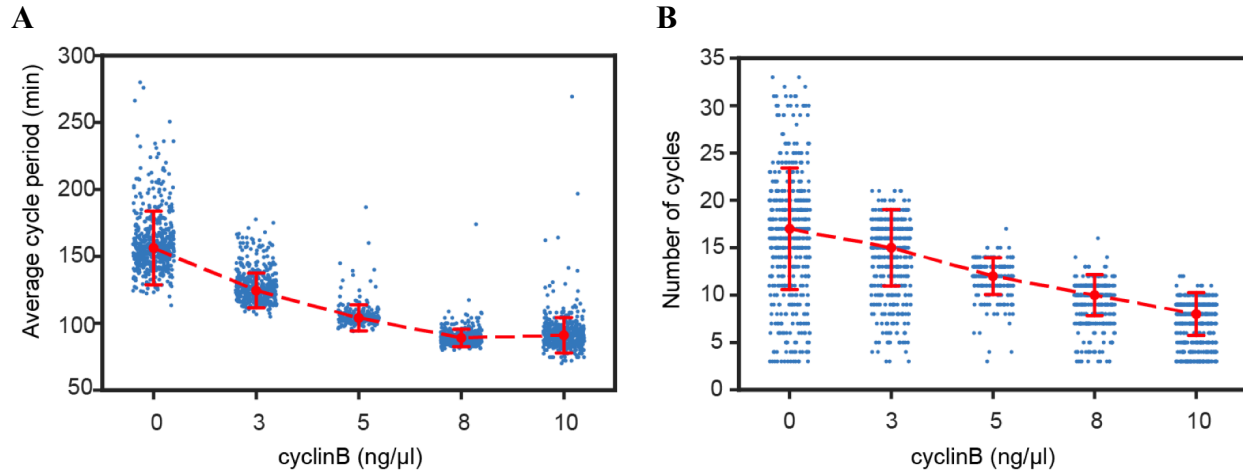 A
Average cycle period (min)
300
250
200
150
100
50
0 3 5 8 10
cyclinB (ng/µl)
B
Number of cycles
35
30
25
20
15
10
5
0
0 3 5 8 10
cyclinB (ng/µl)